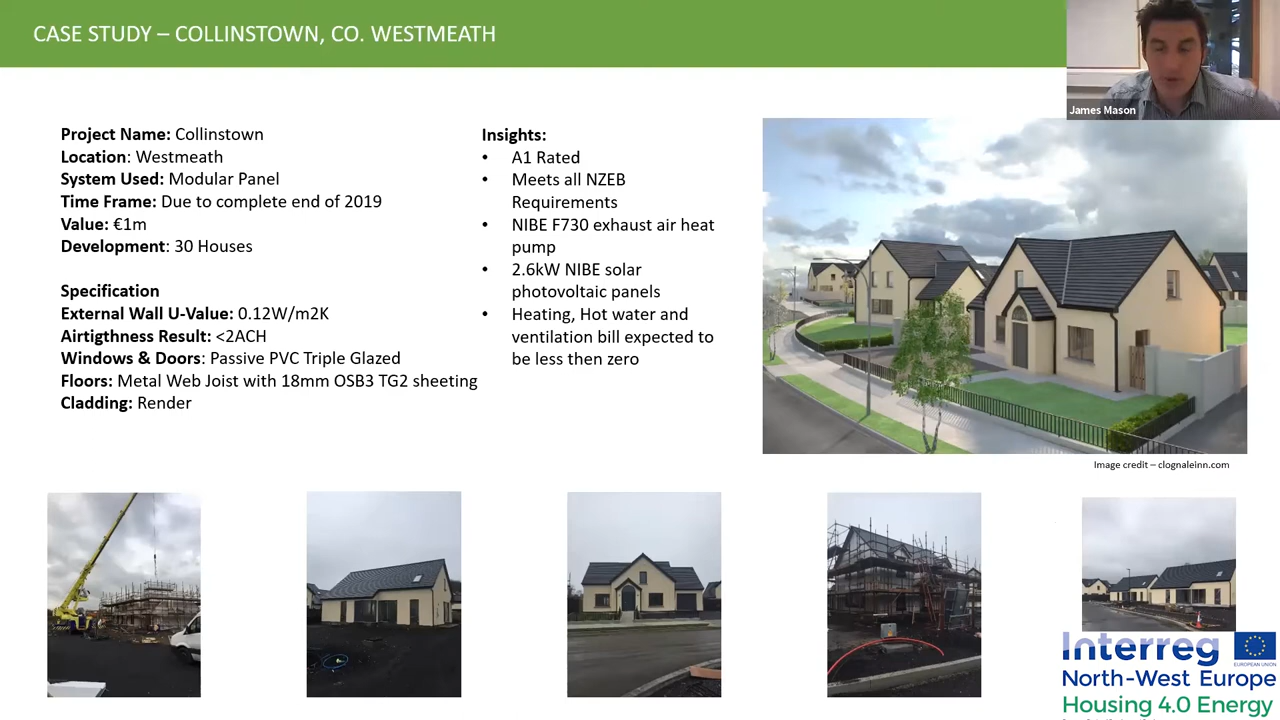 CASE STUDY – COLLINSTOWN, CO. WESTMEATH
James Mason
Project Name: Collinstown
Location: Westmeath
System Used: Modular Panel
Time Frame: Due to complete end of 2019
Value: €1m
Development: 30 Houses
Specification
External Wall U-Value: 0.12W/m2K
Airtigthness Result: <2ACH
Windows & Doors: Passive PVC Triple Glazed
Floors: Metal Web Joist with 18mm OSB3 TG2 sheeting
Cladding: Render
Insights:
• A1 Rated
• Meets all NZEB
Requirements
• NIBE F730 exhaust air heat
pump
• 2.6kW NIBE solar
photovoltaic panels
• Heating, Hot water and
ventilation bill expected to
be less then zero
Image credit – clognaleinn.com
Interreg
EUROPEAN UNION
North-West Europe
Housing 4.0 Energy